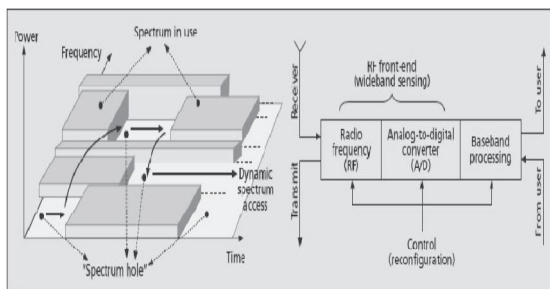 Power
Frequency
Spectrum in use
Dynamic
spectrum
access
"Spectrum hole"
Time
Receiver
Transmit
RF front-end
(wideband sensing)
Radio
frequency
(RF)
Analog-to-digital
converter
(A/D)
Baseband
processing
To user
From user
Control
(reconfiguration)